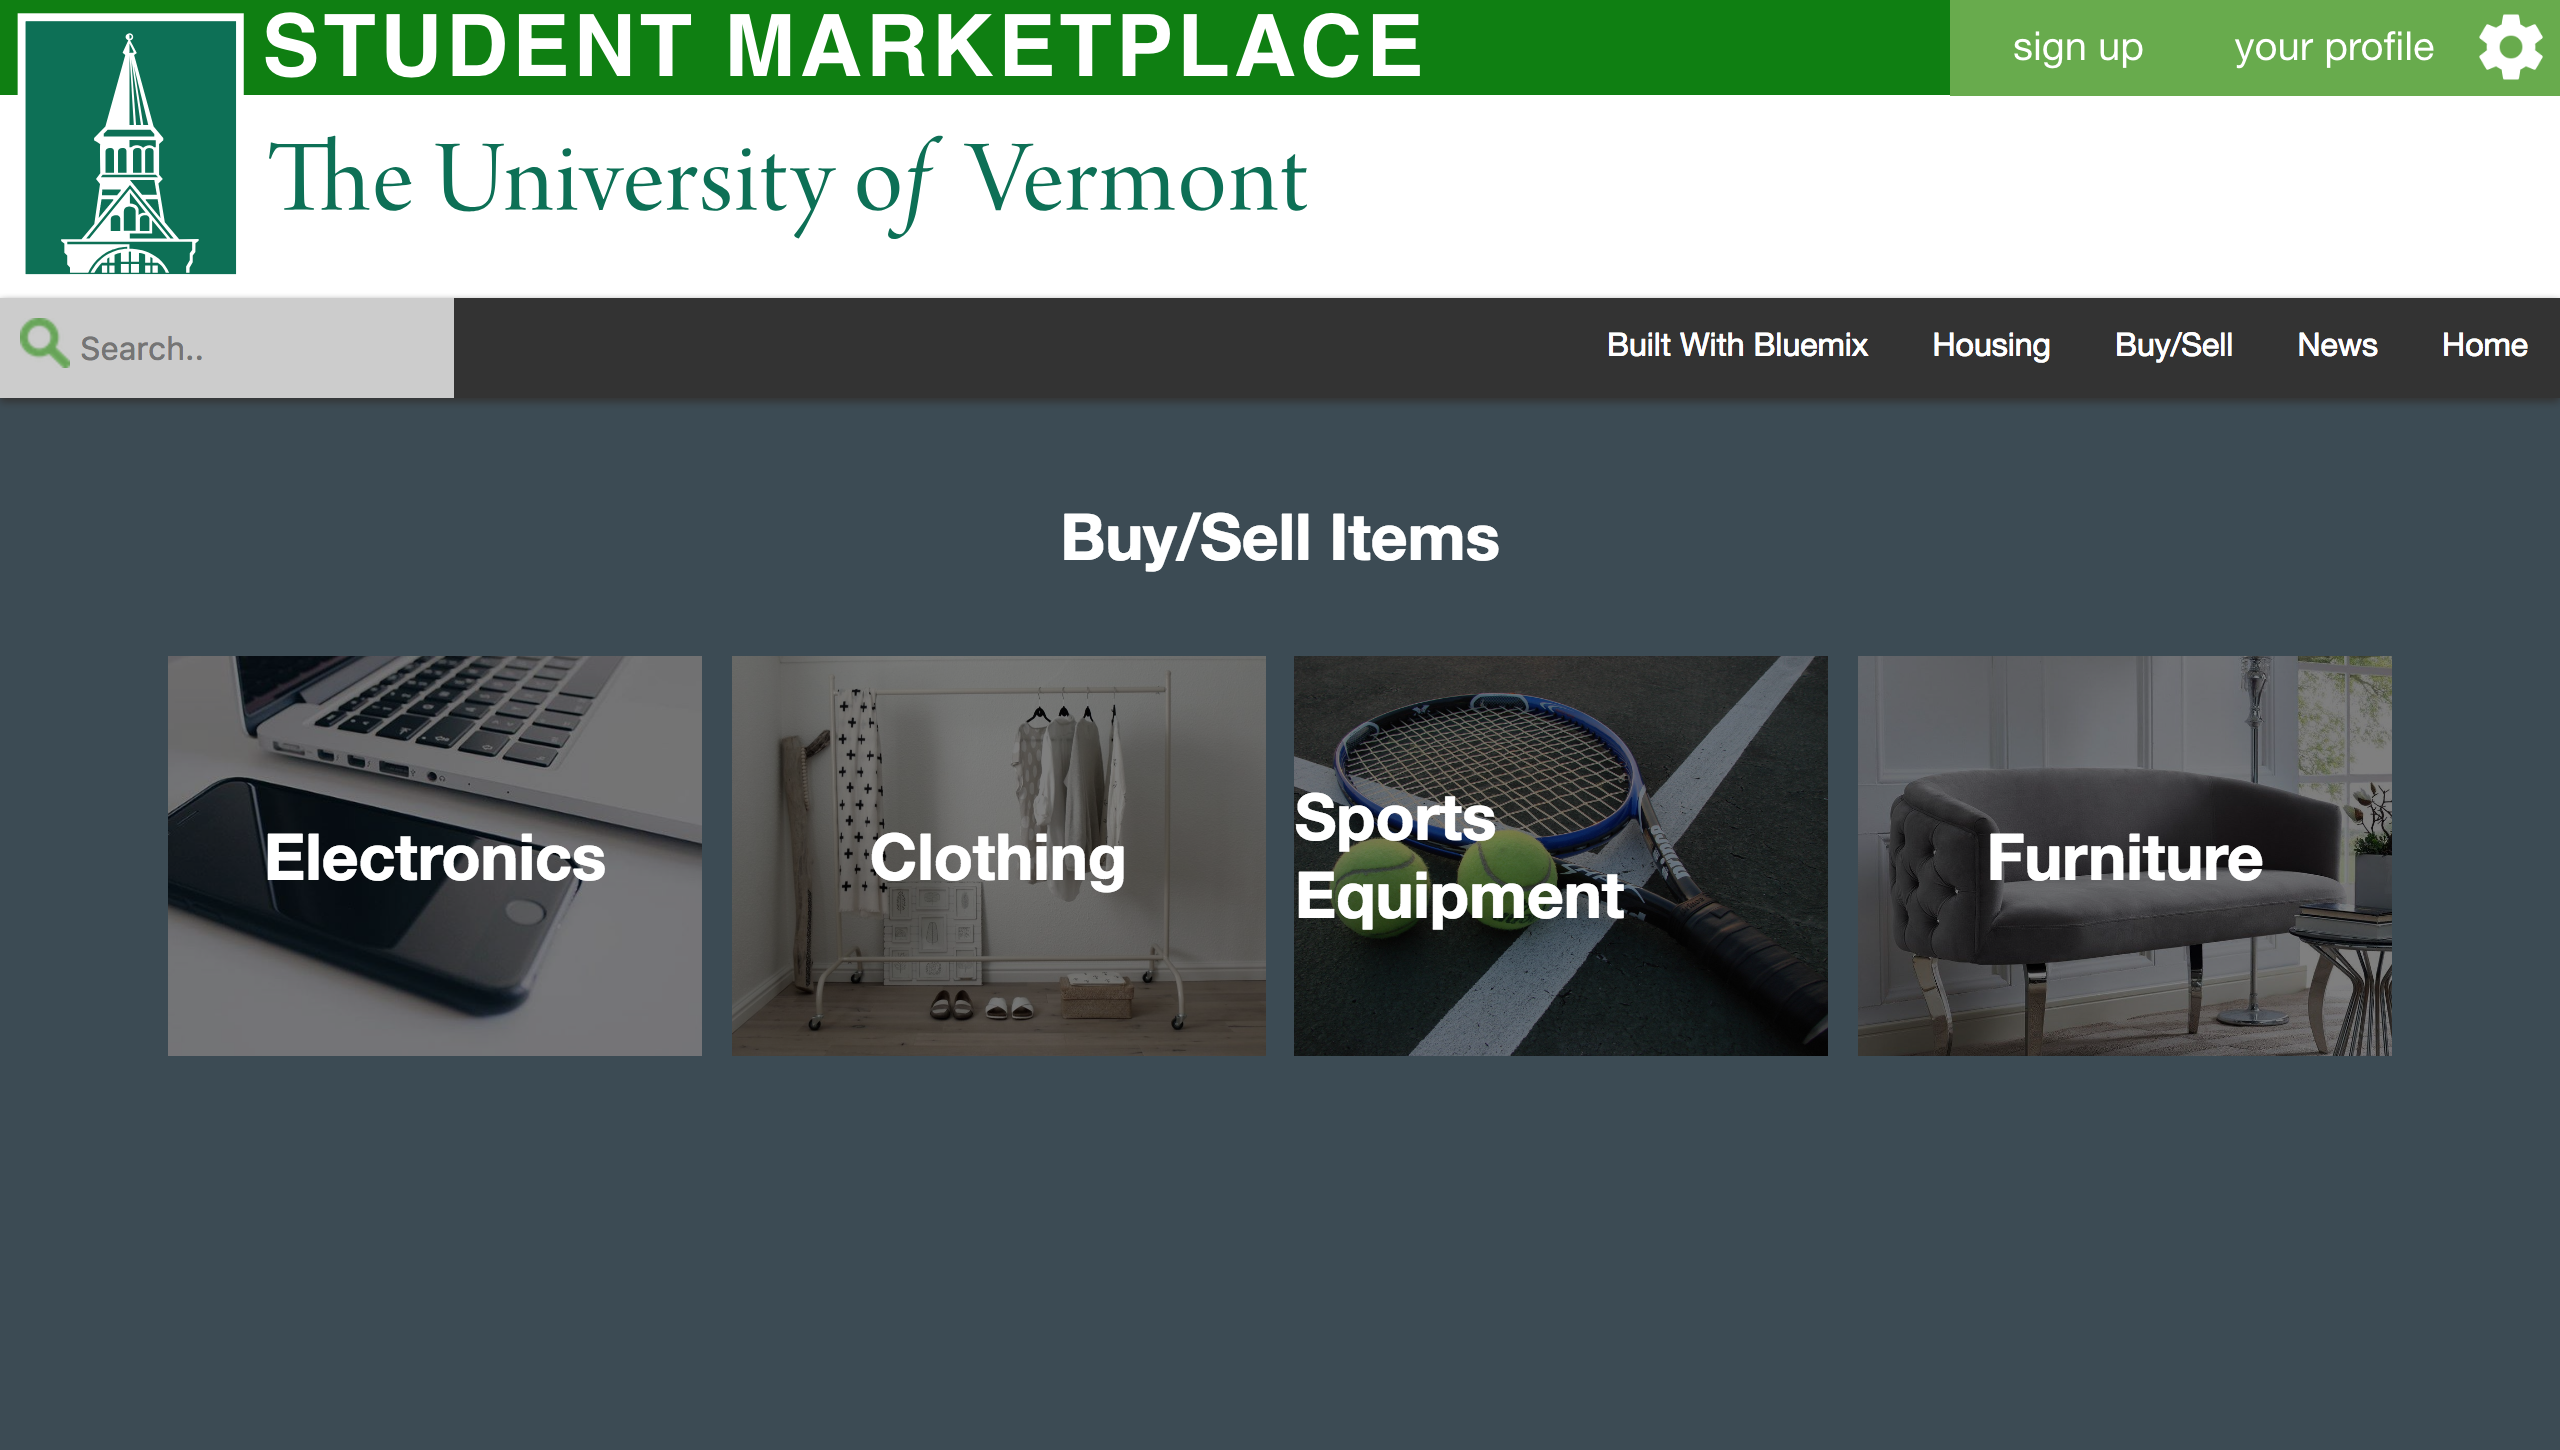 STUDENT MARKETPLACE
sign up
your profile
The University of Vermont
Search..
Built With Bluemix
Housing
Buy/Sell
News
Home
Buy/Sell Items
Electronics
Clothing
Sports
Equipment
Furniture